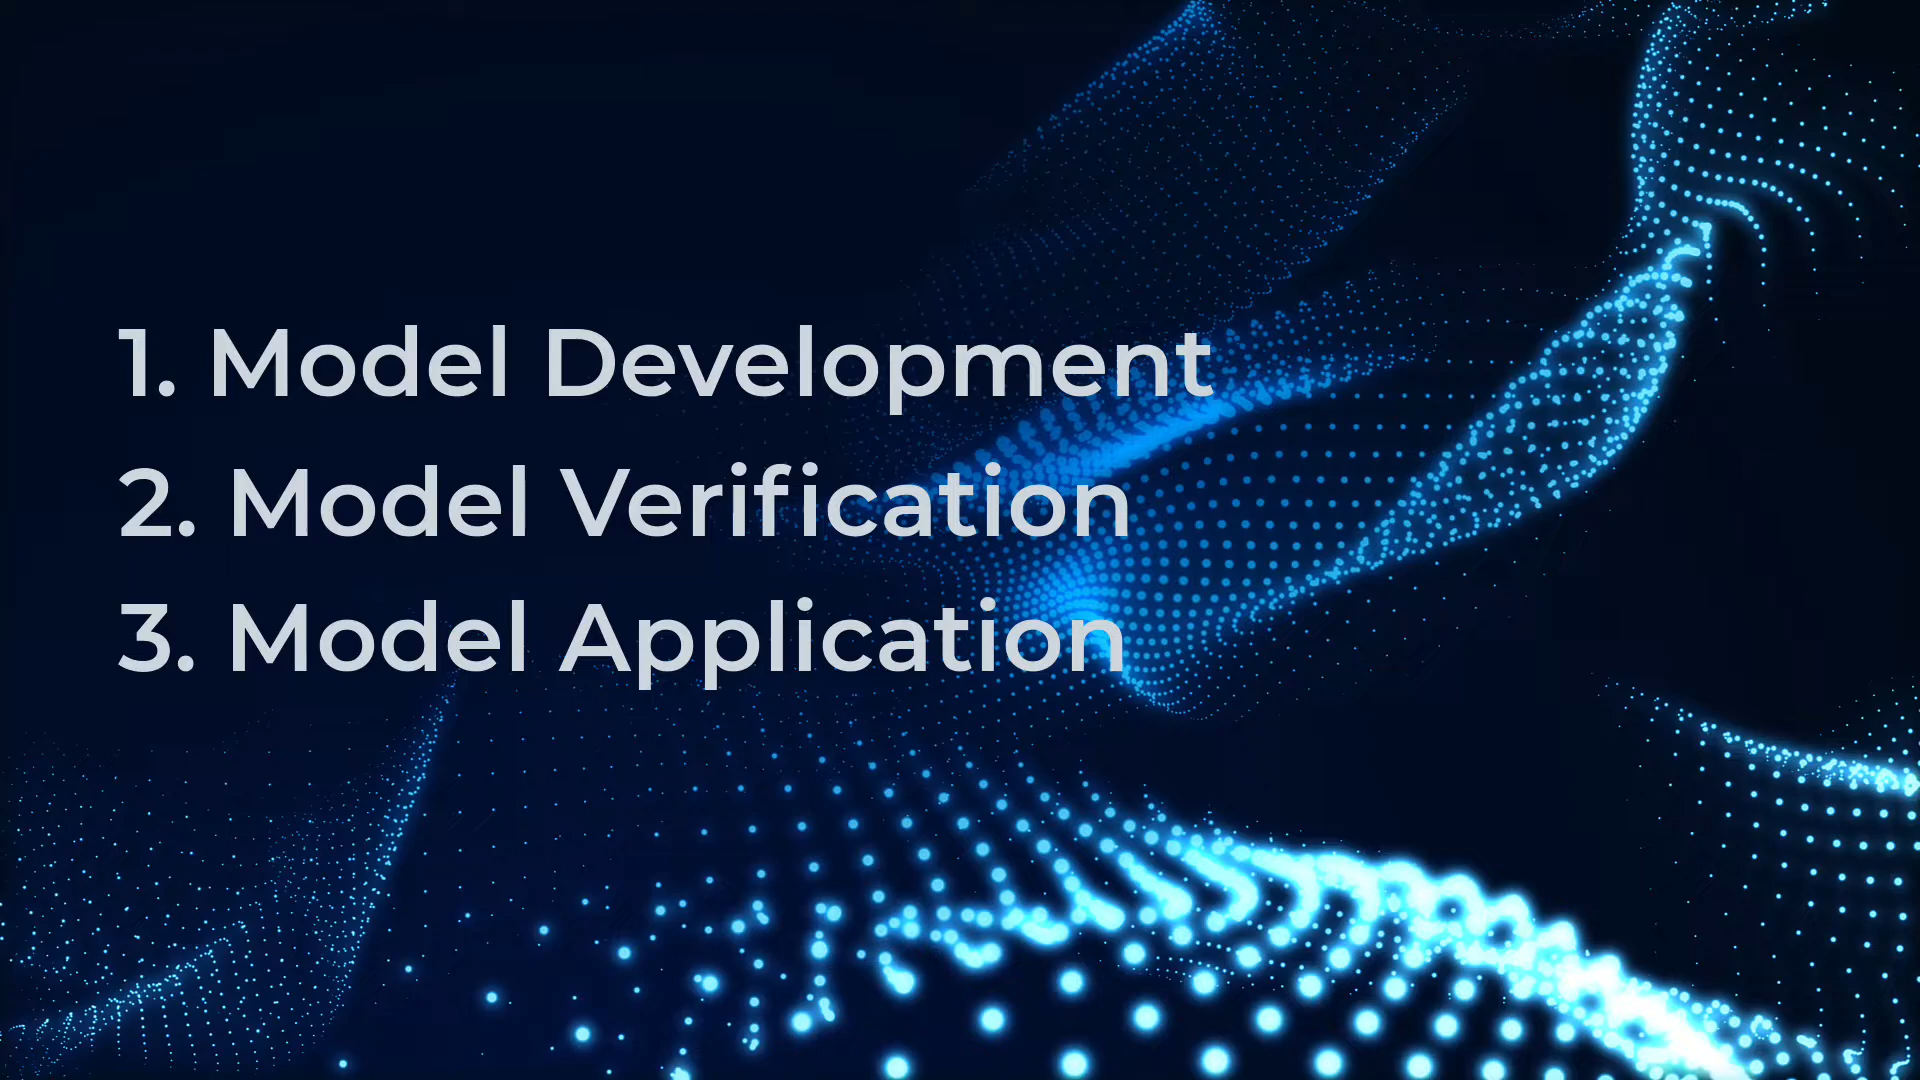 1. Model Development
2. Model Verification
3. Model Application